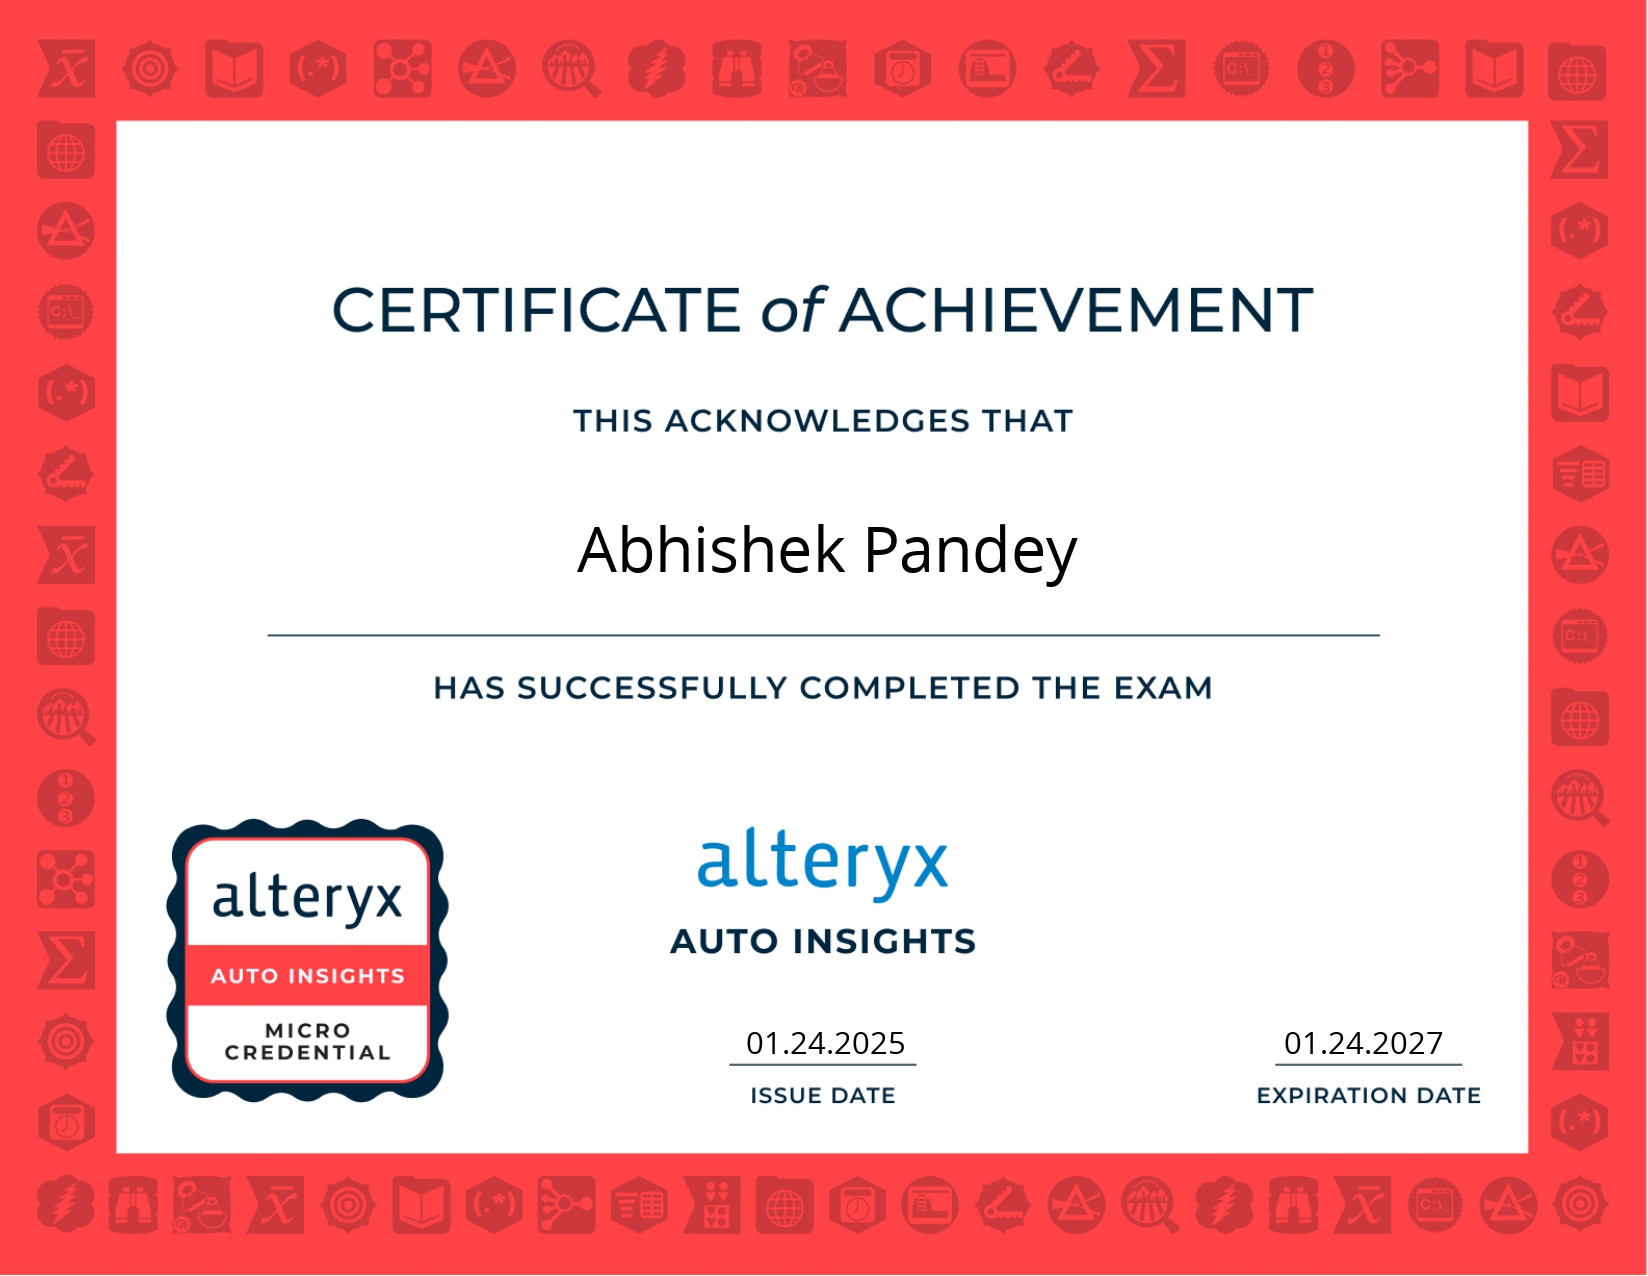 CERTIFICATE of ACHIEVEMENT
THIS ACKNOWLEDGES THAT
Abhishek Pandey
HAS SUCCESSFULLY COMPLETED THE EXAM
alteryx
AUTO INSIGHTS
MICRO
CREDENTIAL
alteryx
AUTO INSIGHTS
01.24.2025
ISSUE DATE
01.24.2027
EXPIRATION DATE